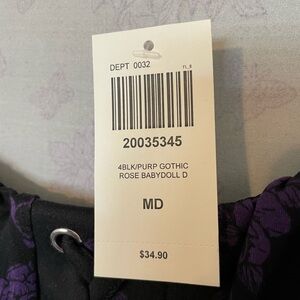 DEPT 0032
20035345
4BLK/PURP GOTHIC
ROSE BABYDOLL D
MD
$34.90